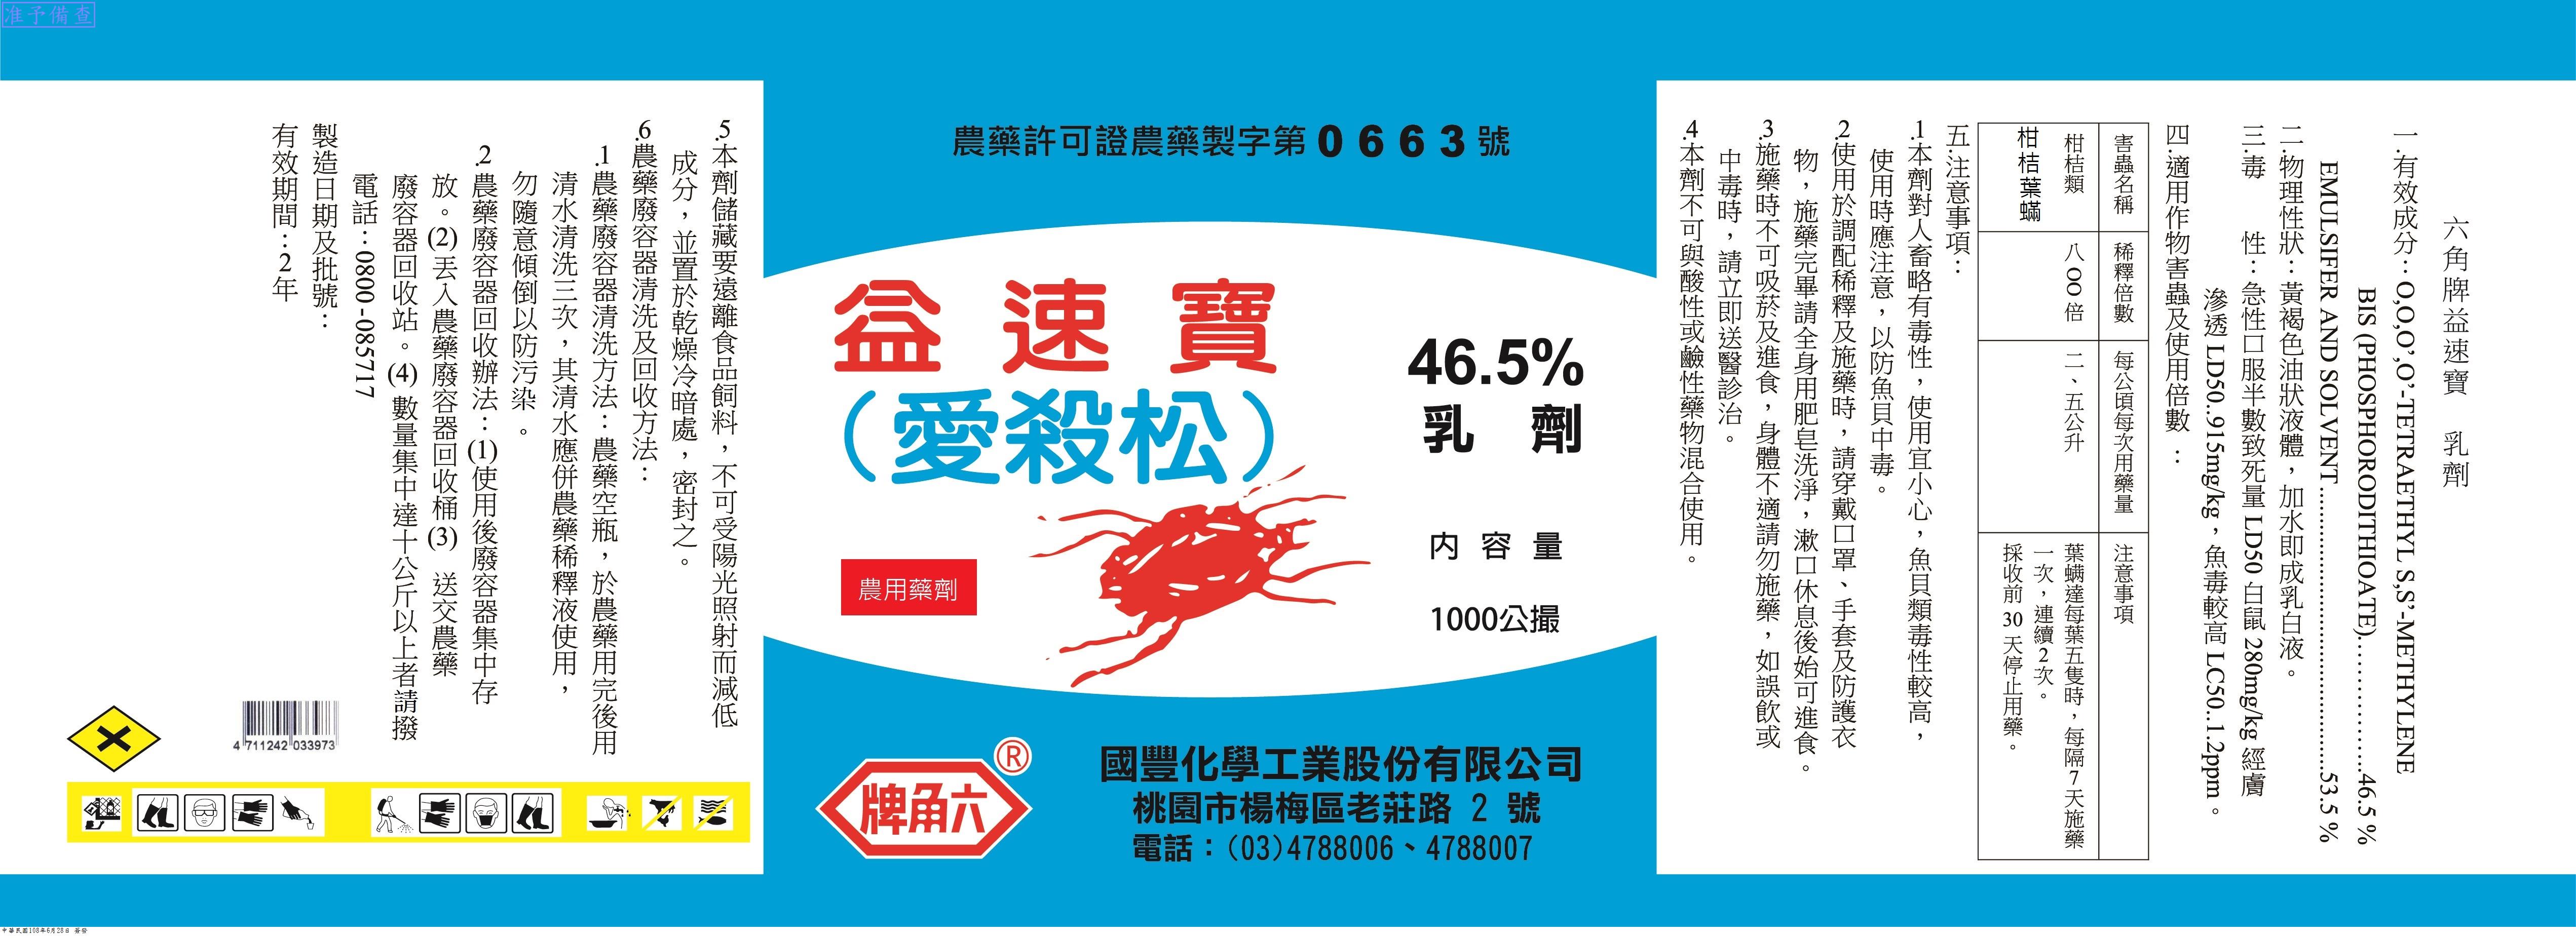 准予備查
六角牌益速寶　乳劑
一.有效成分：O,O,O',O'-TETRAETHYL S,S'-METHYLENE
BIS (PHOSPHORODITHIOATE)................46.5 %
EMULSIFER AND SOLVENT ................................................53.5 %
二.物理性狀：黃褐色油狀液體，加水即成乳白液。
三.毒　　性：急性口服半數致死量 LD50 白鼠 280mg/kg 經膚
滲透 LD50..915mg/kg，魚毒較高 LC50..1.2ppm。
四.適用作物害蟲及使用倍數：
害蟲名稱　稀釋倍數　每公頃每次用藥量　注意事項
柑桔類　八OO倍　二、五公升　葉蟎達每葉五隻時，每隔7天施藥
柑桔葉蟎　一次，連續2次。
採收前 30 天停止用藥。
五.注意事項：
.1本劑對人畜略有毒性，使用宜小心，魚貝類毒性較高，
使用時應注意，以防魚貝中毒。
.2使用於調配稀釋及施藥時，請穿戴口罩、手套及防護衣
物，施藥完畢請全身用肥皂洗淨，漱口休息後始可進食。
.3施藥時不可吸菸及進食，身體不適請勿施藥，如誤飲或
中毒時，請立即送醫診治。
.4本劑不可與酸性或鹼性藥物混合使用。
農藥許可證農藥製字第0663號
益速寶
（愛殺松）
46.5%
乳劑
內容量
1000公撮
農用藥劑
六角牌
®
國豐化學工業股份有限公司
桃園市楊梅區老莊路 2 號
電話：(03)4788006、4788007
.5本劑儲藏要遠離食品飼料，不可受陽光照射而減低
成分，並置於乾燥冷暗處，密封之。
.6農藥廢容器清洗及回收方法：
.1農藥廢容器清洗方法：農藥空瓶，於農藥用完後用
清水清洗三次，其清水應併農藥稀釋液使用，
勿隨意傾倒以防污染。
.2農藥廢容器回收辦法：(1)使用後廢容器集中存
放。(2)丟入農藥廢容器回收桶(3) 送交農藥
廢容器回收站。(4) 數量集中達十公斤以上者請撥
電話：0800 -085717
製造日期及批號：
有效期間：2年
4 711242 033973
中華民國108年6月28日 簽發